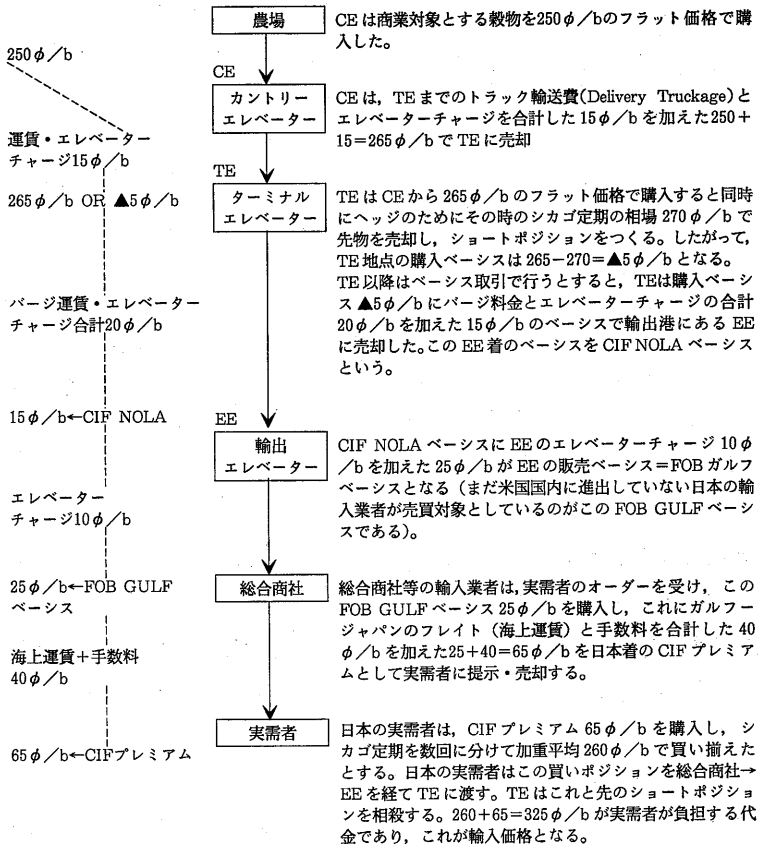 農場
CEは商業対象とする穀物を250φ/bのフラット価格で購
入した。
250φ/b
CE
カントリー
エレベーター
CEは，TEまでのトラック輸送費(Delivery Truckage)と
エレベーターチャージを合計した15φ/bを加えた250＋
15＝265φ/bでTEに売却
運賃・エレベーター
チャージ15φ/b
TE
265φ/b OR ▲5φ/b
ターミナル
エレベーター
TEはCEから265φ/bのフラット価格で購入すると同時
にヘッジのためにその時のシカゴ定期の相場270φ/bで
先物を売却し，ショートポジションをつくる。したがって，
TE地点の購入ベーシスは265－270＝▲5φ/bとなる。
TE以降はベーシス取引で行うとすると，TEは購入ベーシ
ス▲5φ/bにバージ料金とエレベーターチャージの合計
20φ/bを加えた15φ/bのベーシスで輸出港にあるEE
に売却した。このEE着のベーシスをCIF NOLAベーシス
という。
バージ運賃・エレベーター
チャージ合計20φ/b
15φ/b←CIF NOLA
EE
輸出
エレベーター
CIF NOLAベーシスにEEのエレベーターチャージ10φ
/bを加えた25φ/bがEEの販売ベーシス＝FOBガルフ
ベーシスとなる（まだ米国国内に進出していない日本の輸
入業者が売買対象としているのがこのFOB GULFベーシ
スである）。
エレベーター
チャージ10φ/b
25φ/b←FOB GULF
ベーシス
総合商社
総合商社等の輸入業者は，実需者のオーダーを受け，この
FOB GULFベーシス25φ/bを購入し，これにガルフー
ジャパンのフレイト（海上運賃）と手数料を合計した40
φ/bを加えた25＋40＝65φ/bを日本着のCIFプレミア
ムとして実需者に提示・売却する。
海上運賃＋手数料
40φ/b
実需者
日本の実需者は，CIFプレミアム65φ/bを購入し，シ
カゴ定期を数回に分けて加重平均260φ/bで買い揃えた
とする。日本の実需者はこの買いポジションを総合商社→
EEを経てTEに渡す。TEはこれと先のショートポジショ
ンを相殺する。260＋65＝325φ/bが実需者が負担する代
金であり，これが輸入価格となる。
65φ/b←CIFプレミアム